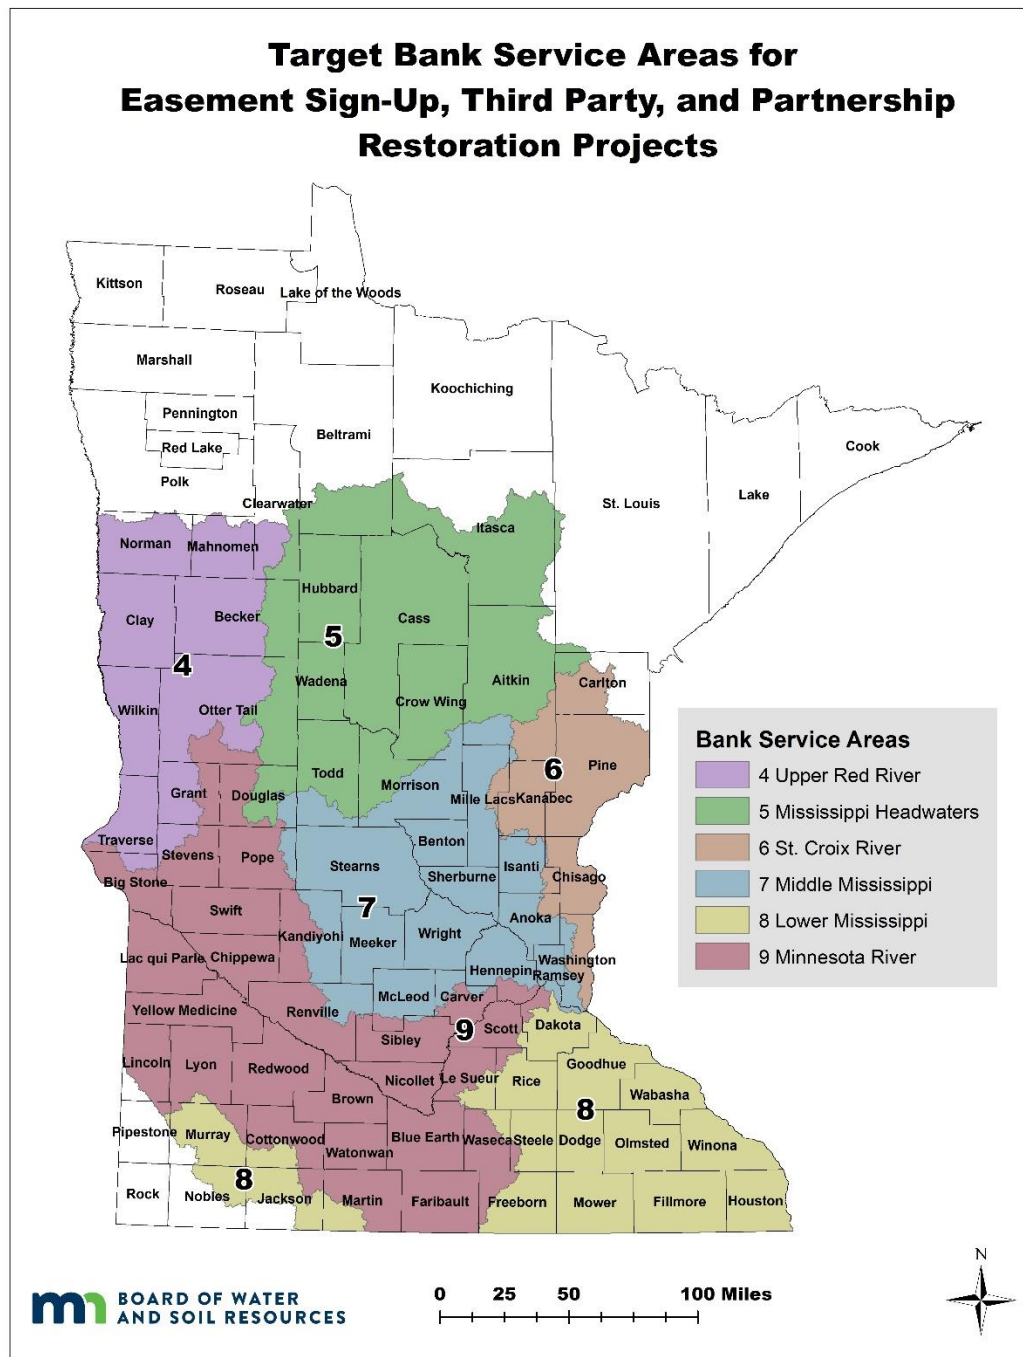 Target Bank Service Areas for
Easement Sign-Up, Third Party, and Partnership
Restoration Projects
Kittson
Roseau
Lake of the Woods
Marshall
Koochiching
Pennington
Beltrami
Red Lake
Cook
Polk
Lake
Clearwater
St. Louis
Itasca
Norman
Mahnomen
Hubbard
Clay
Becker
Cass
5
4
Wadena
Aitkin
Carlton
Crow Wing
Wilkin
Otter Tail
Pine
6
Todd
Morrison
Grant
Douglas
Mille Lacs
Kanabec
Traverse
Benton
Stevens
Pope
Stearns
Isanti
Big Stone
Sherburne
Chisago
7
Swift
Anoka
Kandiyohi
Meeker
Wright
Lac qui Parle
Chippewa
Washington
Hennepin
Ramsey
McLeod
Carver
Yellow Medicine
Renville
9
Scott
Dakota
Sibley
Lincoln
Lyon
Redwood
Goodhue
Nicollet
Le Sueur
Rice
Wabasha
Brown
8
Pipestone
Murray
Cottonwood
Blue Earth
Waseca
Steele
Dodge
Olmsted
Winona
Watonwan
8
Rock
Nobles
Jackson
Martin
Faribault
Freeborn
Mower
Fillmore
Houston
Bank Service Areas
4 Upper Red River
5 Mississippi Headwaters
6 St. Croix River
7 Middle Mississippi
8 Lower Mississippi
9 Minnesota River
N
0 25 50 100 Miles
mn BOARD OF WATER
AND SOIL RESOURCES